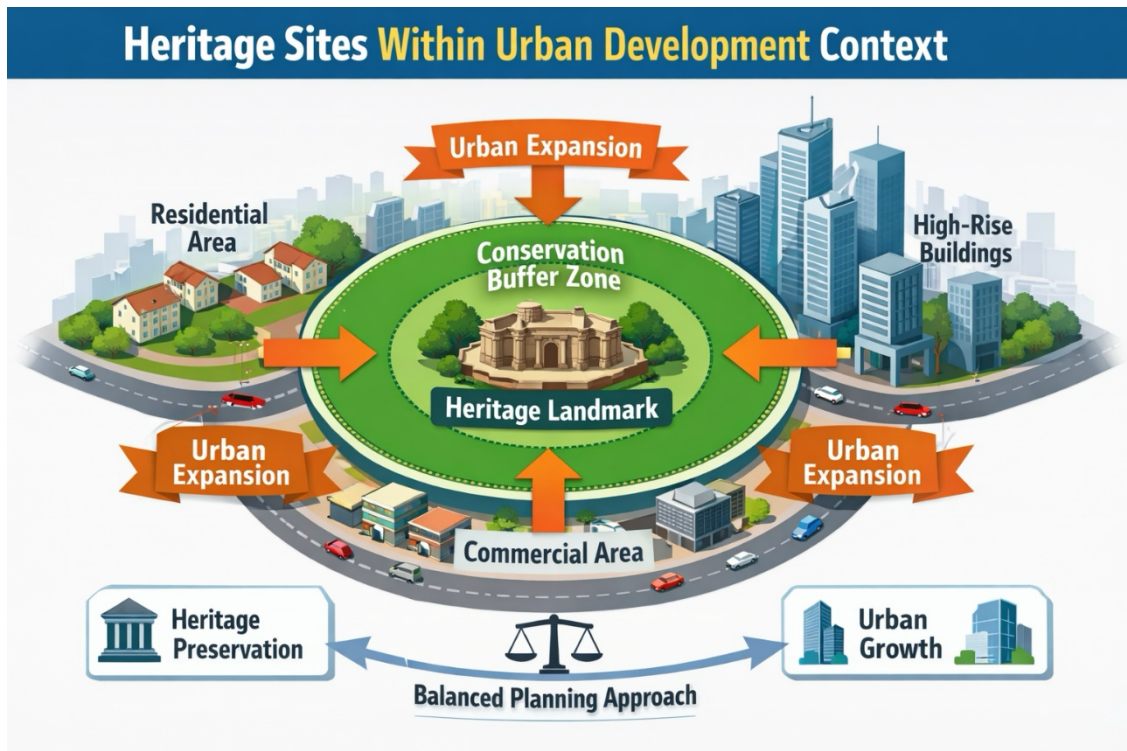 Heritage Sites Within Urban Development Context
Urban Expansion
Residential
Area
High-Rise
Buildings
Conservation
Buffer Zone
Heritage Landmark
Urban
Expansion
Urban
Expansion
Commercial Area
Heritage
Preservation
Urban
Growth
Balanced Planning Approach